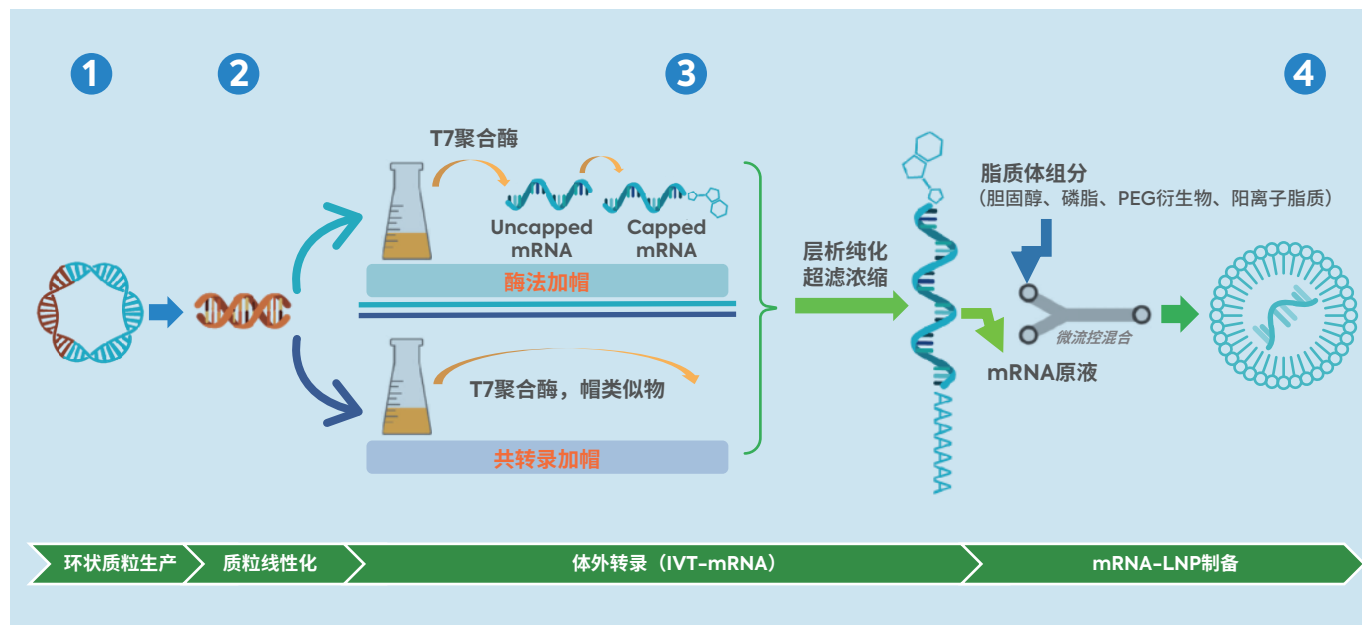 1
2
3
4
T7聚合酶
Uncapped
mRNA
Capped
mRNA
酶法加帽
T7聚合酶，帽类似物
共转录加帽
层析纯化
超滤浓缩
AAAAAAA
脂质体组分
（胆固醇、磷脂、PEG衍生物、阳离子脂质）
微流控混合
mRNA原液
环状质粒生产
质粒线性化
体外转录（IVT-mRNA）
mRNA-LNP制备